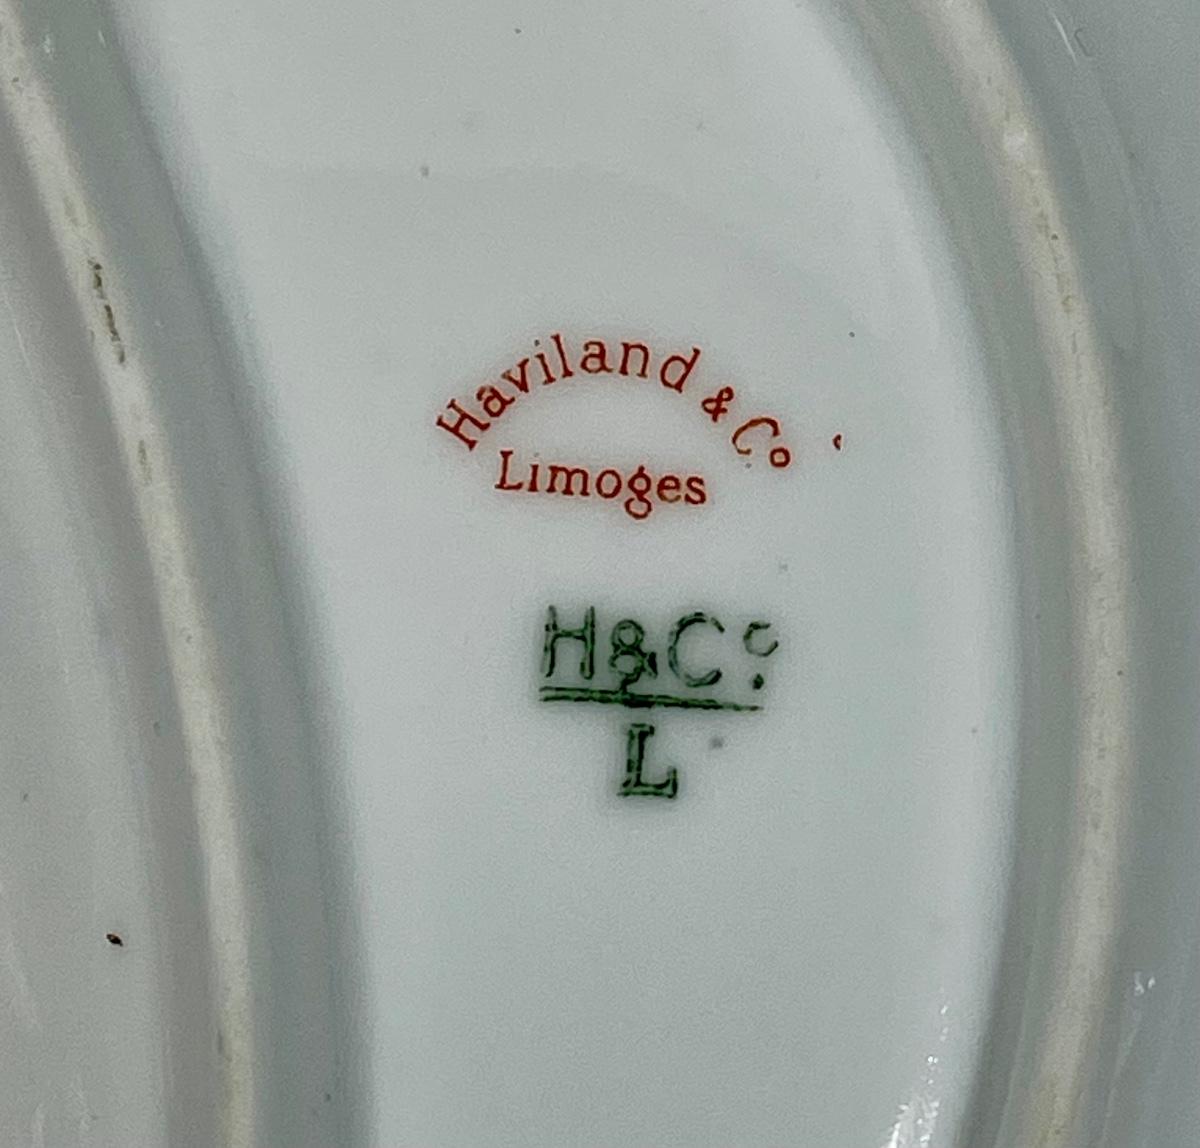 Haviland & Co
Limoges
H&Co
L